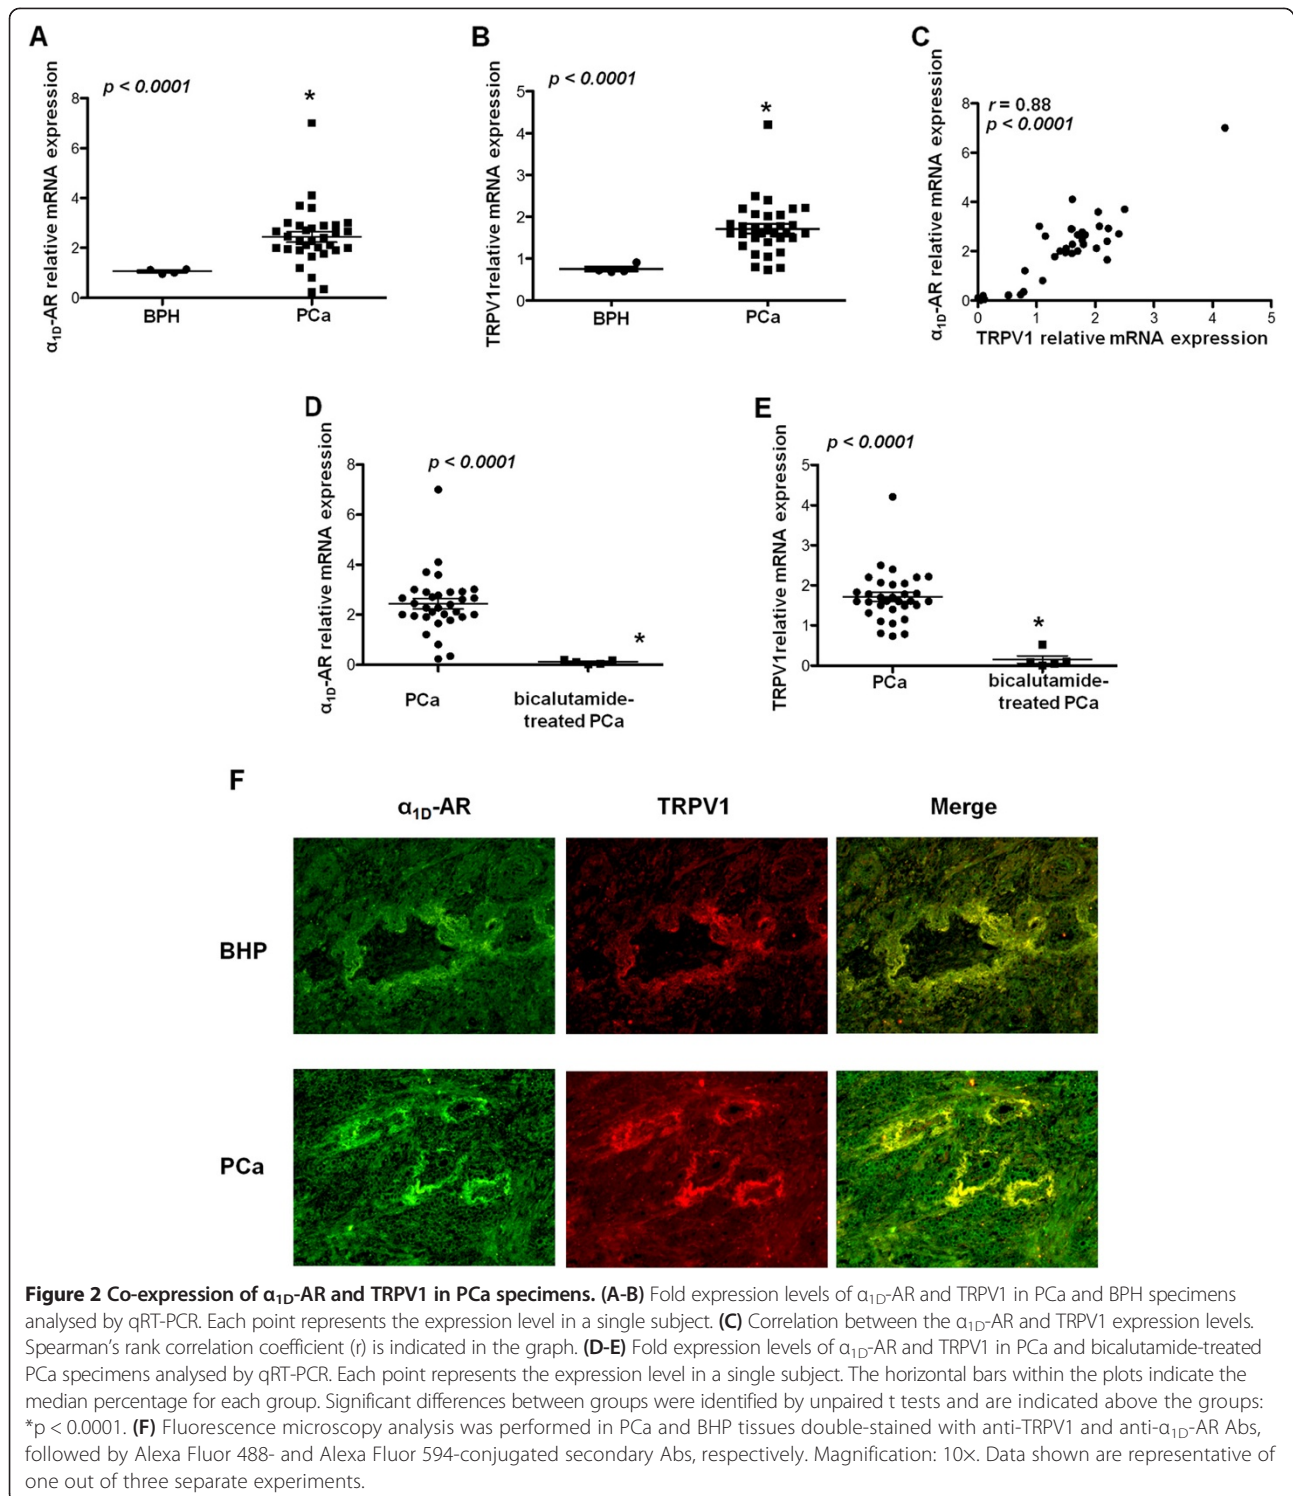 A
α1D-AR relative mRNA expression
p < 0.0001
*
8
6
4
2
0
BPH
PCa
B
TRPV1 relative mRNA expression
p < 0.0001
*
5
4
3
2
1
0
BPH
PCa
C
α1D-AR relative mRNA expression
r = 0.88
p < 0.0001
8
6
4
2
0
0 1 2 3 4 5
TRPV1 relative mRNA expression
D
α1D-AR relative mRNA expression
p < 0.0001
8
6
4
2
0
*
PCa
bicalutamide-
treated PCa
E
TRPV1 relative mRNA expression
p < 0.0001
5
4
3
2
1
0
*
PCa
bicalutamide-
treated PCa
F
α1D-AR TRPV1 Merge
BHP
PCa
Figure 2 Co-expression of α1D-AR and TRPV1 in PCa specimens. (A-B) Fold expression levels of α1D-AR and TRPV1 in PCa and BPH specimens
analysed by qRT-PCR. Each point represents the expression level in a single subject. (C) Correlation between the α1D-AR and TRPV1 expression levels.
Spearman's rank correlation coefficient (r) is indicated in the graph. (D-E) Fold expression levels of α1D-AR and TRPV1 in PCa and bicalutamide-treated
PCa specimens analysed by qRT-PCR. Each point represents the expression level in a single subject. The horizontal bars within the plots indicate the
median percentage for each group. Significant differences between groups were identified by unpaired t tests and are indicated above the groups:
*p < 0.0001. (F) Fluorescence microscopy analysis was performed in PCa and BHP tissues double-stained with anti-TRPV1 and anti-α1D-AR Abs,
followed by Alexa Fluor 488- and Alexa Fluor 594-conjugated secondary Abs, respectively. Magnification: 10×. Data shown are representative of
one out of three separate experiments.